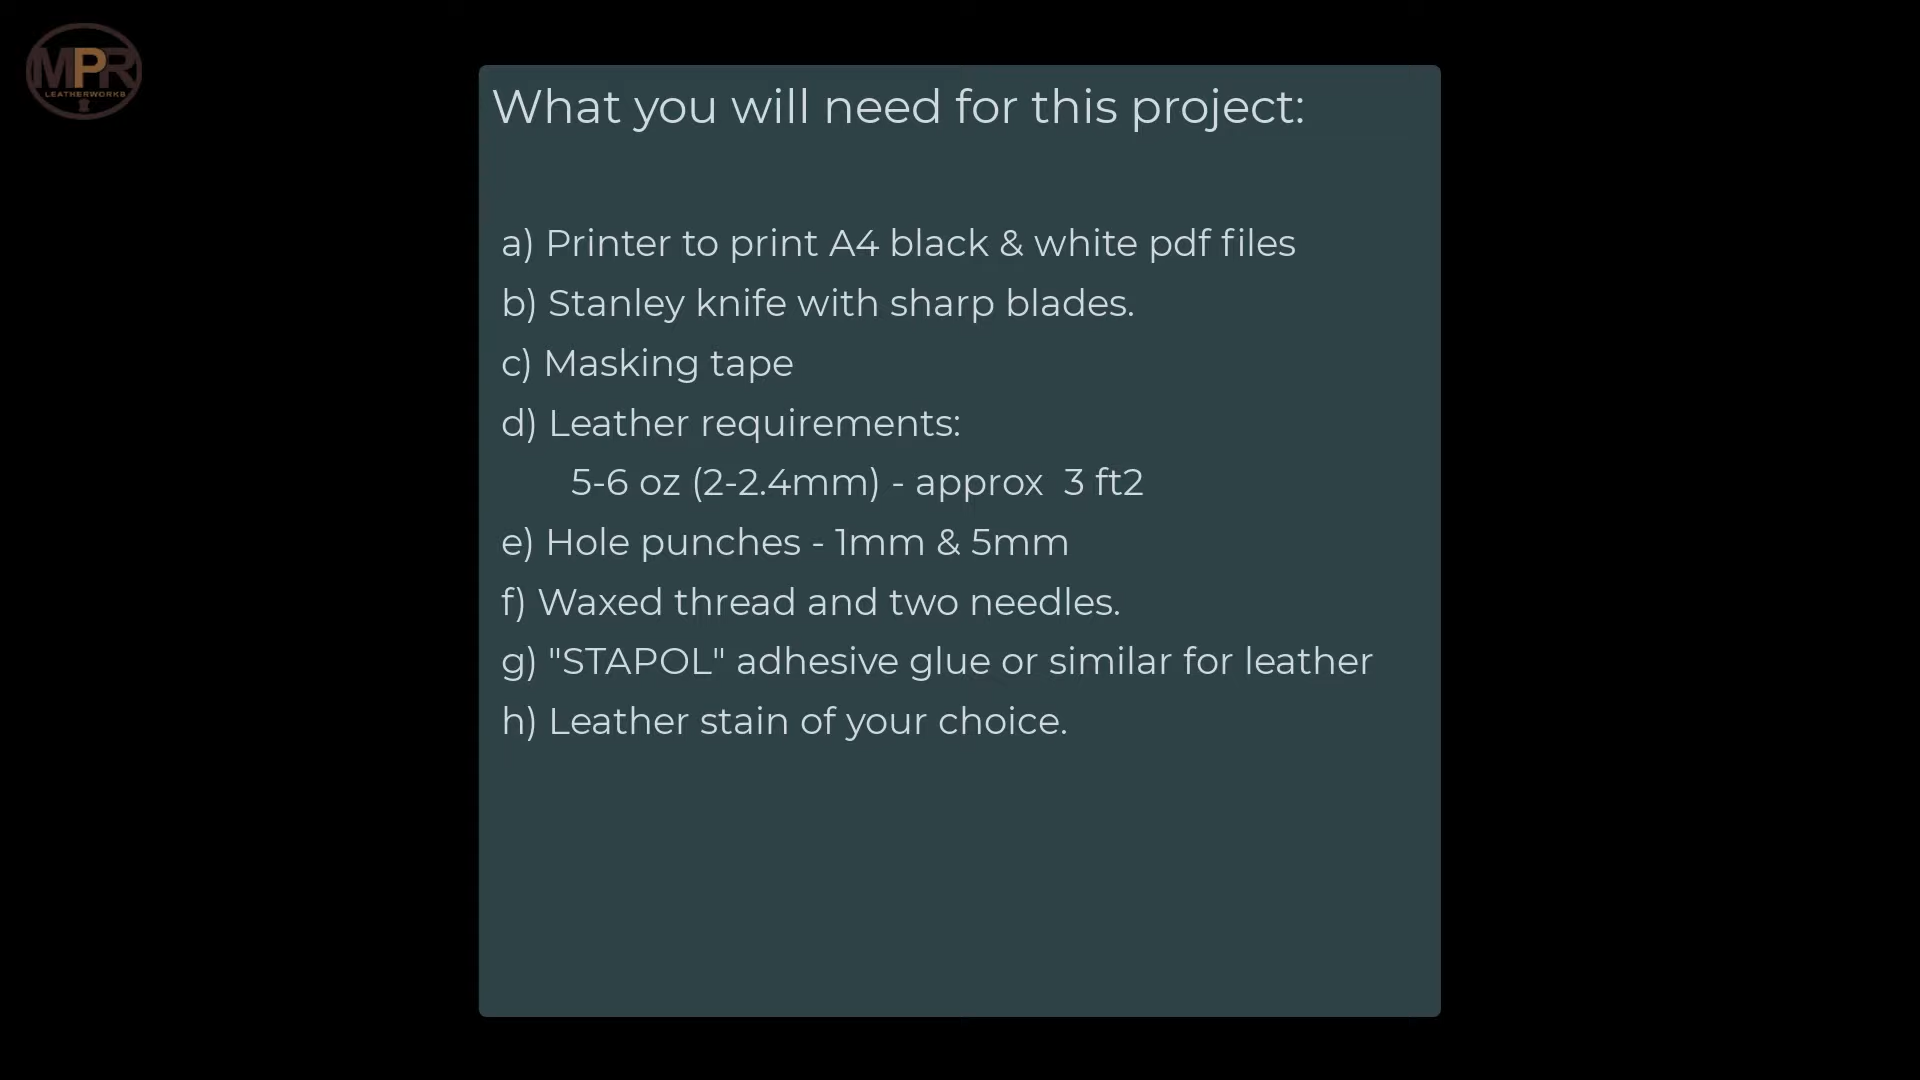 MPR
LEATHERWORKS
What you will need for this project:
a) Printer to print A4 black & white pdf files
b) Stanley knife with sharp blades.
c) Masking tape
d) Leather requirements:
5-6 oz (2-2.4mm) - approx  3 ft2
e) Hole punches - 1mm & 5mm
f) Waxed thread and two needles.
g) "STAPOL" adhesive glue or similar for leather
h) Leather stain of your choice.